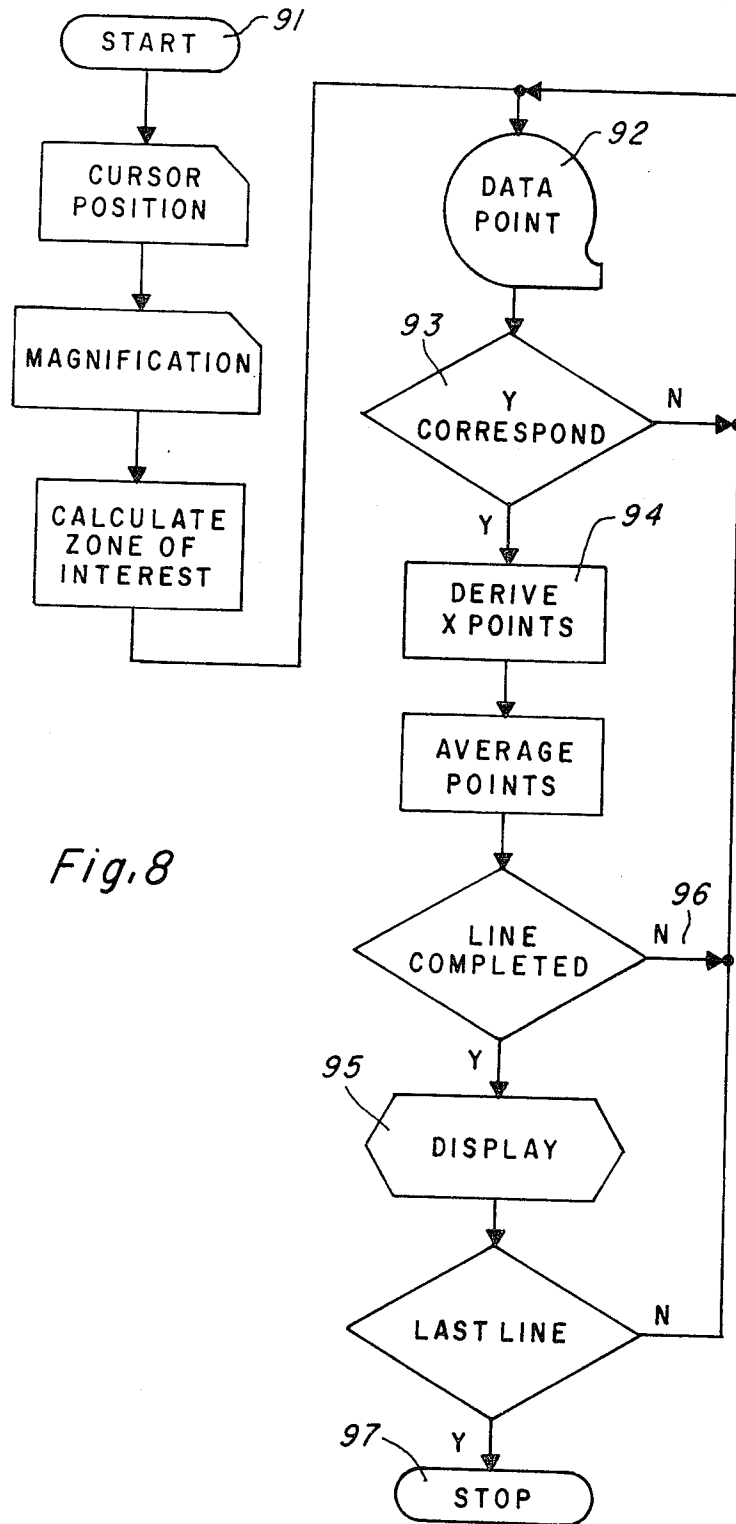 91
START
CURSOR
POSITION
MAGNIFICATION
CALCULATE
ZONE OF
INTEREST
92
DATA
POINT
93
Y
CORRESPOND
N
Y
94
DERIVE
X POINTS
AVERAGE
POINTS
LINE
COMPLETED
N
96
Y
95
DISPLAY
LAST LINE
N
Y
97
STOP
Fig. 8